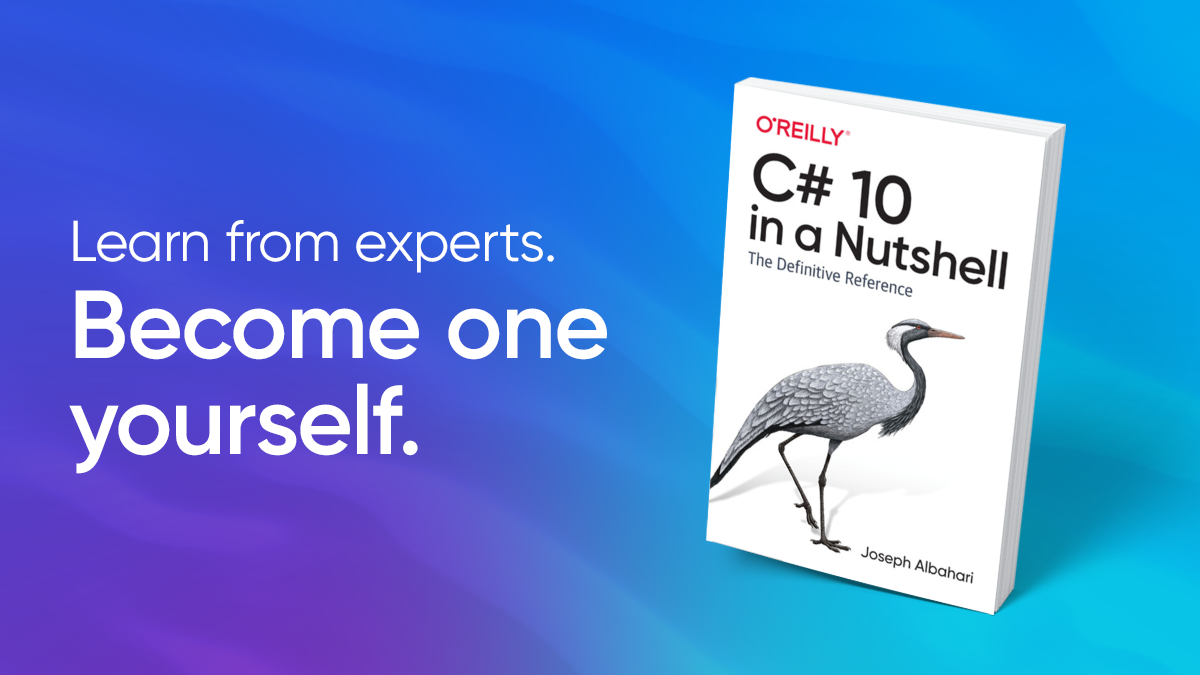 Learn from experts.
Become one
yourself.
O'REILLY®
C# 10
in a Nutshell
The Definitive Reference
Joseph Albahari